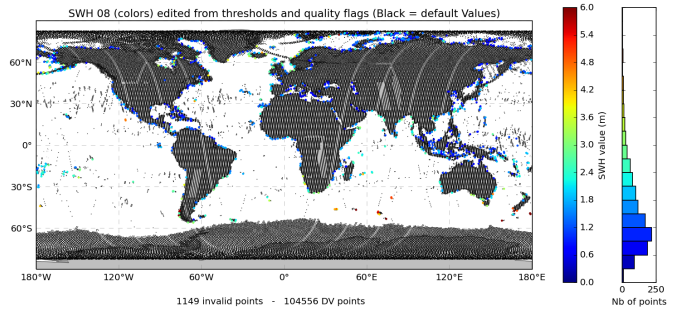 SWH 08 (colors) edited from thresholds and quality flags (Black = default Values)
60°N
30°N
0°
30°S
60°S
180°W
120°W
60°W
0°
60°E
120°E
180°E
1149 invalid points - 104556 DV points
6.0
5.4
4.8
4.2
3.6
3.0
2.4
1.8
1.2
0.6
0.0
SWH value (m)
0
250
Nb of points